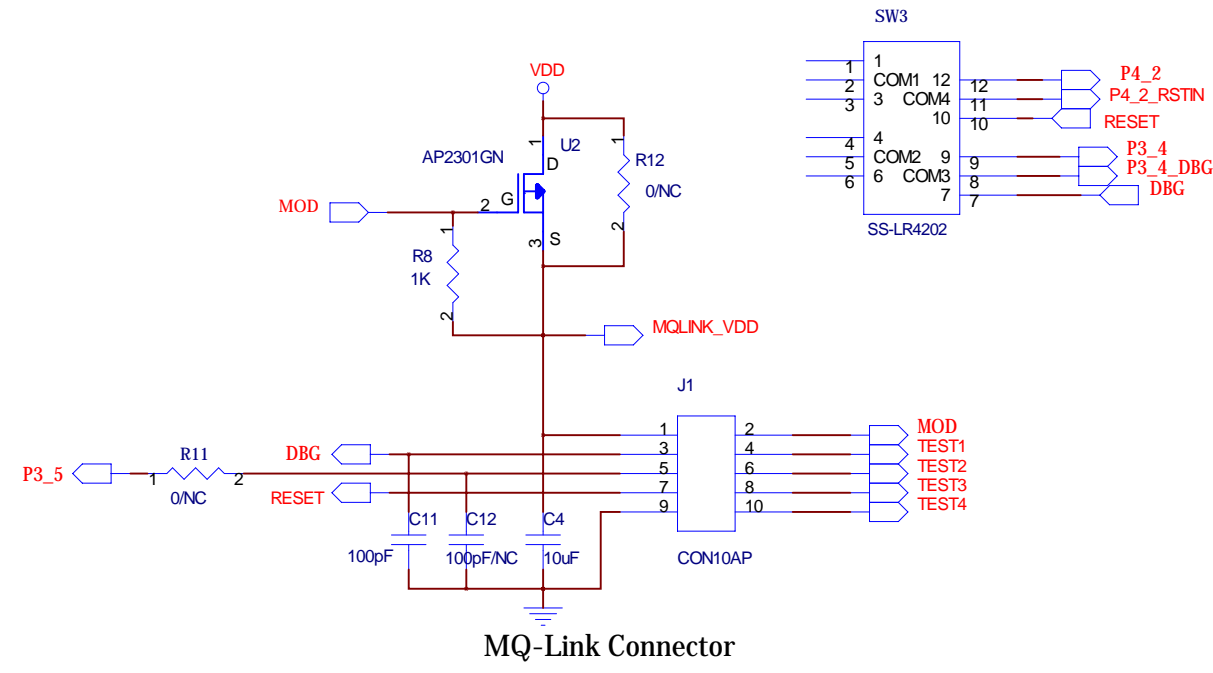 SW3
1 1
2 COM1 12 12 P4_2
3 3 COM4 11 P4_2_RSTIN
10 10 RESET
4 4
5 COM2 9 9 P3_4
6 6 COM3 8 P3_4_DBG
7 7 DBG
SS-LR4202
VDD
1
U2
AP2301GN
D
1
R12
0/NC
2
MOD
2 G
3 S
1
R8
1K
2
MQLINK_VDD
J1
1 2 MOD
DBG 3 4 TEST1
P3_5 1 R11 2 5 6 TEST2
0/NC
RESET 7 8 TEST3
9 10 TEST4
C11 C12 C4
100pF 100pF/NC 10uF
CON10AP
MQ-Link Connector